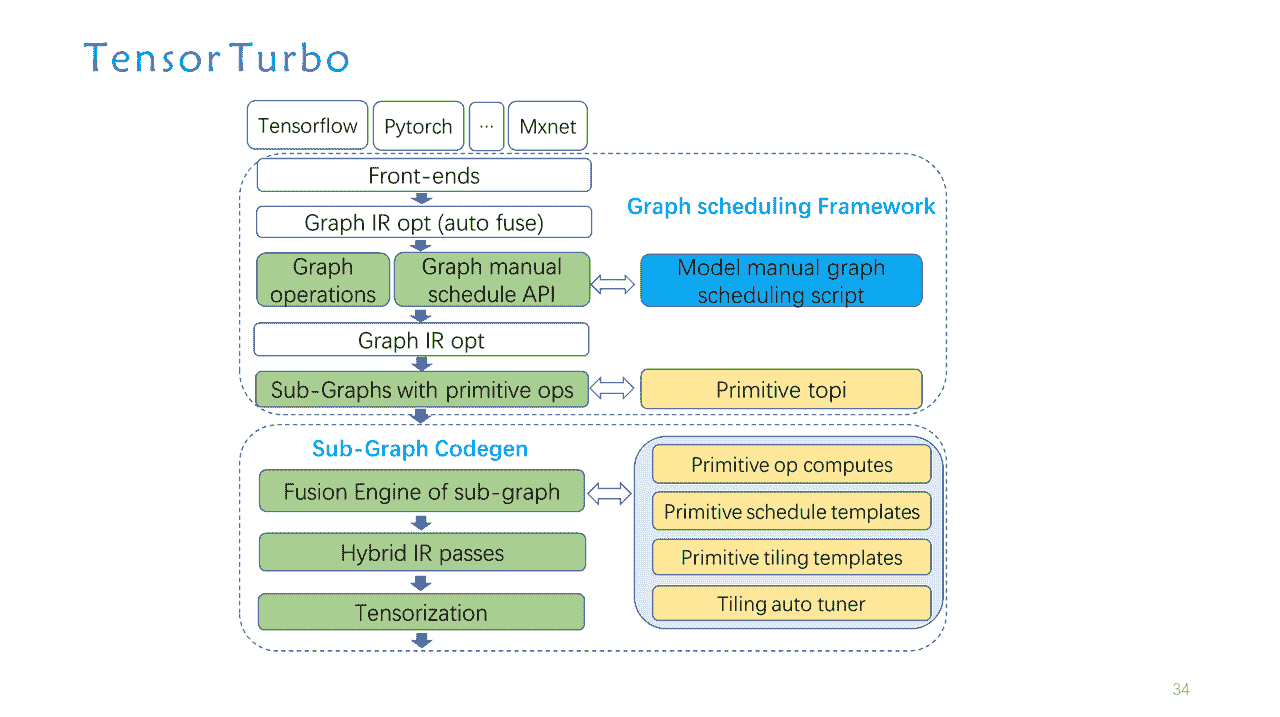 Tensor Turbo
Tensorflow
Pytorch
...
Mxnet
Front-ends
Graph scheduling Framework
Graph IR opt (auto fuse)
Graph
operations
Graph manual
schedule API
Model manual graph
scheduling script
Graph IR opt
Sub-Graphs with primitive ops
Primitive topi
Sub-Graph Codegen
Fusion Engine of sub-graph
Hybrid IR passes
Tensorization
Primitive op computes
Primitive schedule templates
Primitive tiling templates
Tiling auto tuner
34